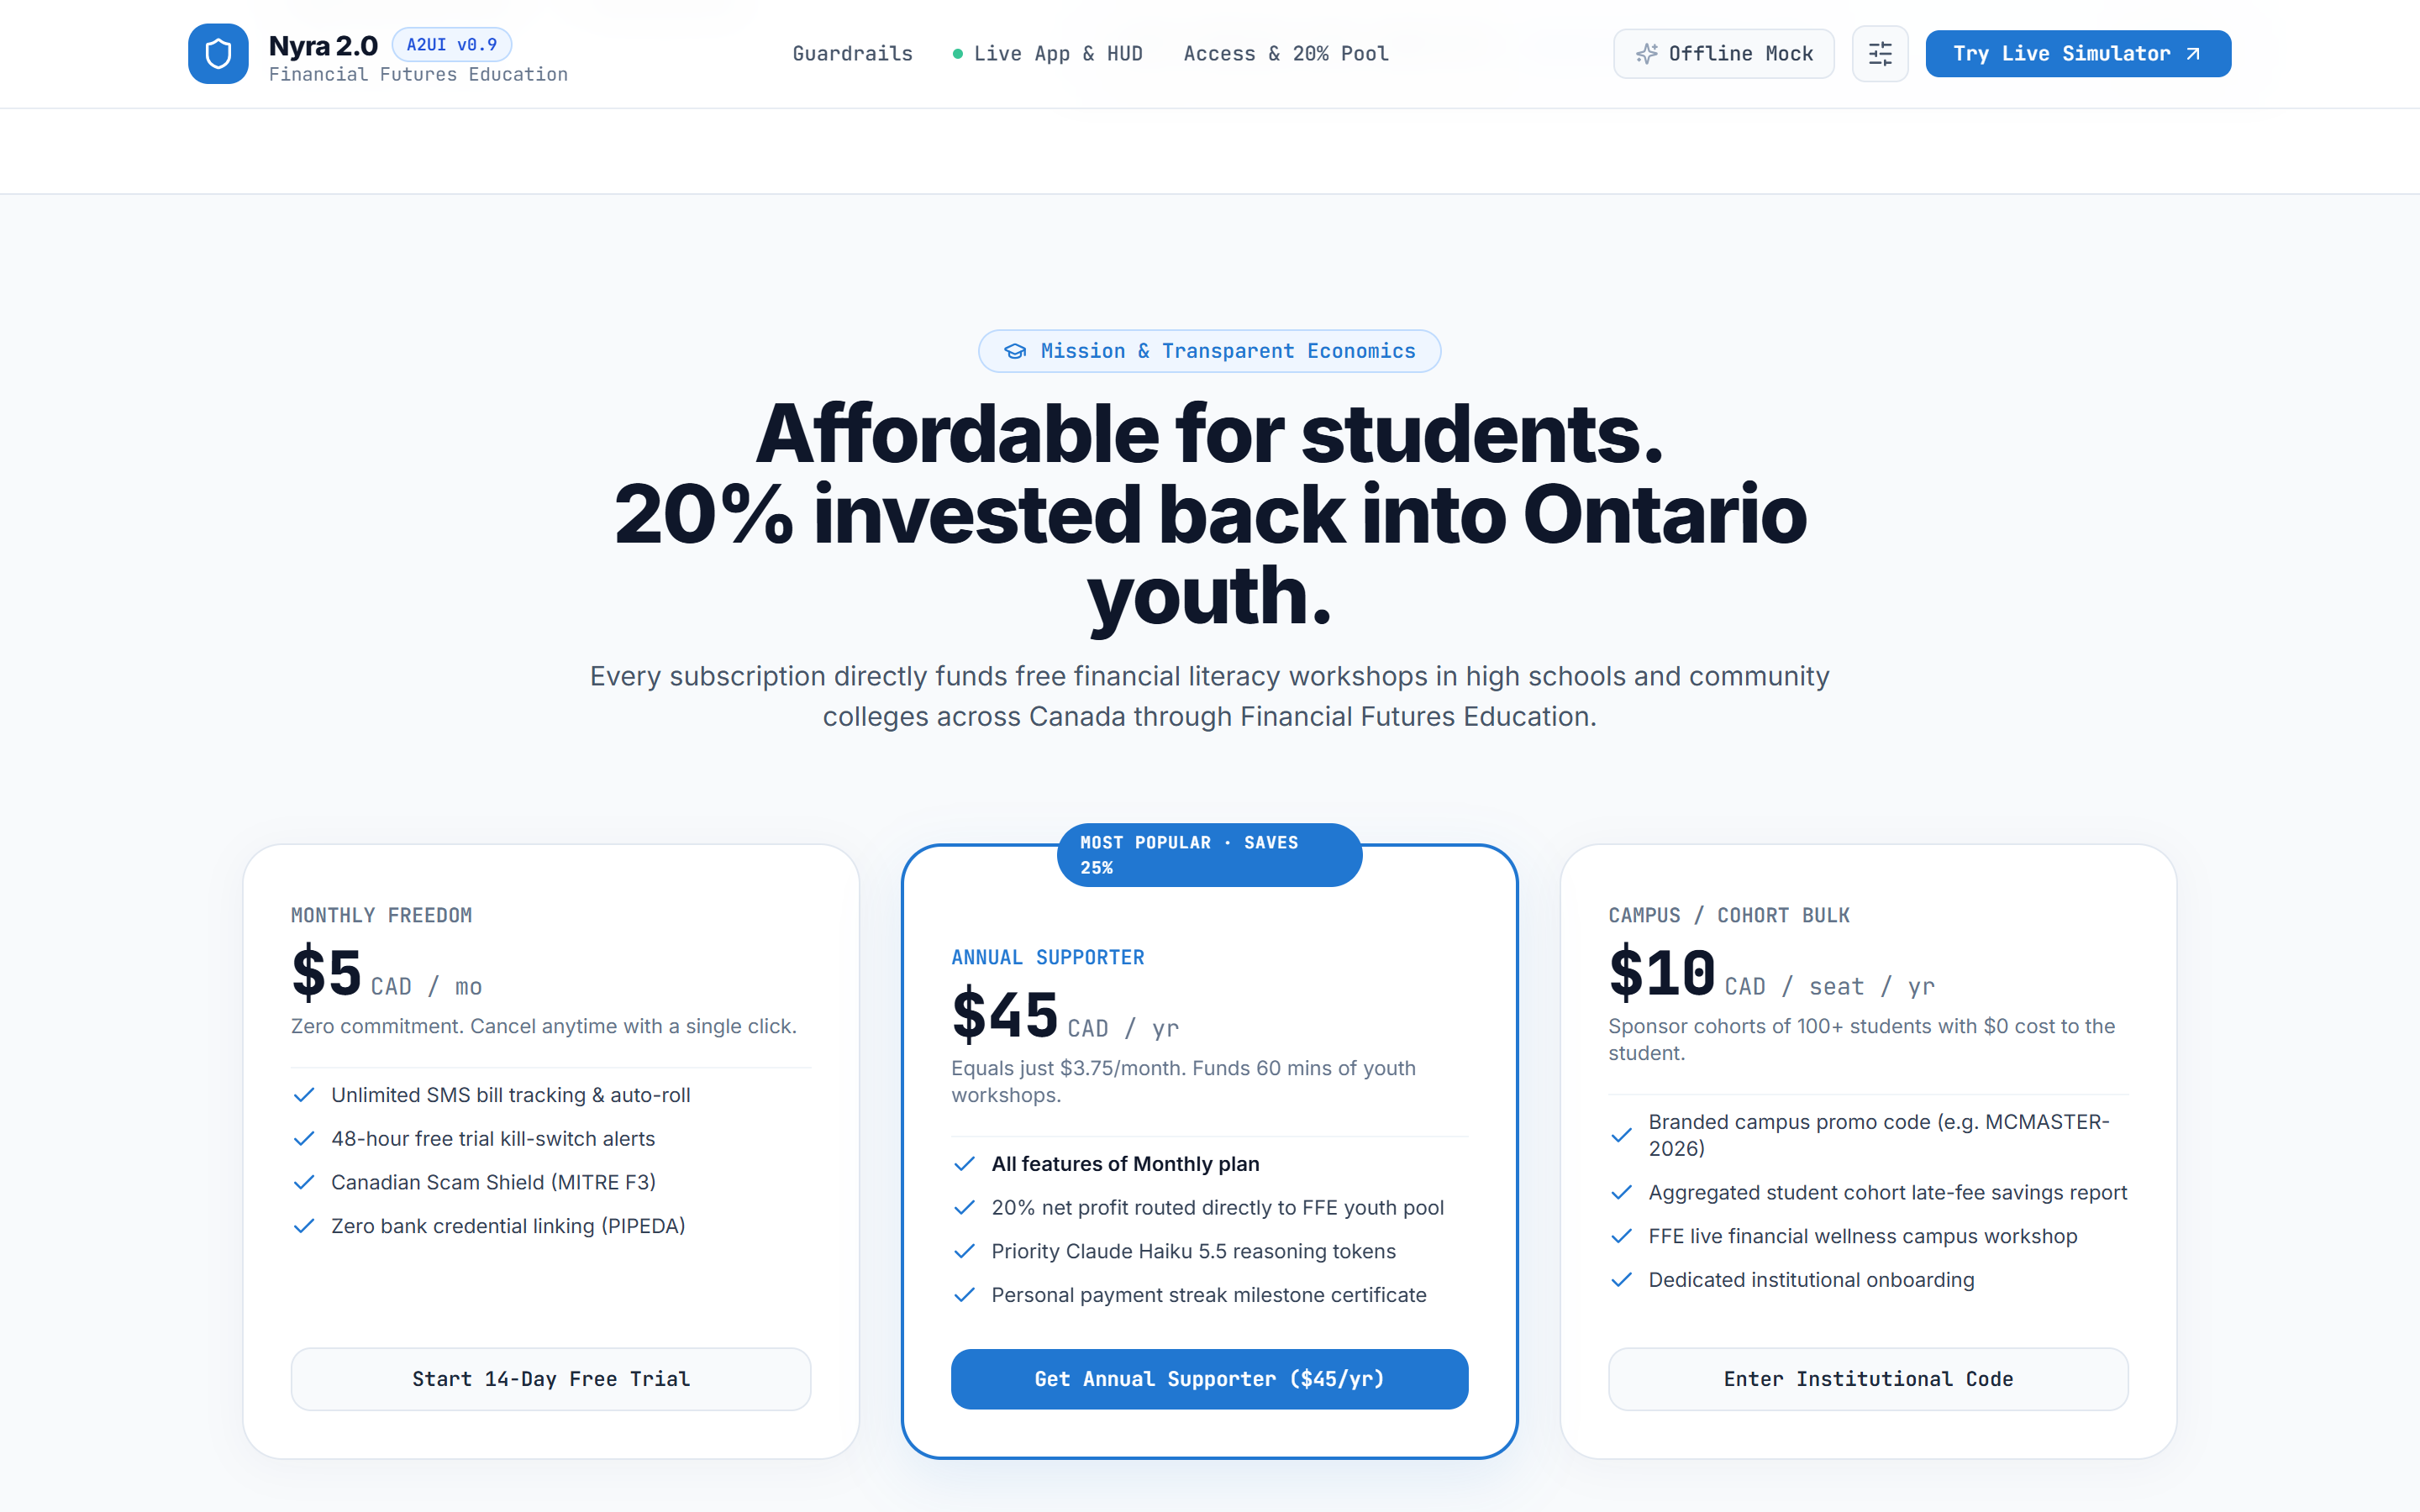 Nyra 2.0
A2UI v0.9
Financial Futures Education
Guardrails
Live App & HUD
Access & 20% Pool
Offline Mock
Try Live Simulator
Mission & Transparent Economics
Affordable for students.
20% invested back into Ontario
youth.
Every subscription directly funds free financial literacy workshops in high schools and community
colleges across Canada through Financial Futures Education.
MONTHLY FREEDOM
$5 CAD / mo
Zero commitment. Cancel anytime with a single click.
Unlimited SMS bill tracking & auto-roll
48-hour free trial kill-switch alerts
Canadian Scam Shield (MITRE F3)
Zero bank credential linking (PIPEDA)
Start 14-Day Free Trial
MOST POPULAR · SAVES
25%
ANNUAL SUPPORTER
$45 CAD / yr
Equals just $3.75/month. Funds 60 mins of youth
workshops.
All features of Monthly plan
20% net profit routed directly to FFE youth pool
Priority Claude Haiku 5.5 reasoning tokens
Personal payment streak milestone certificate
Get Annual Supporter ($45/yr)
CAMPUS / COHORT BULK
$10 CAD / seat / yr
Sponsor cohorts of 100+ students with $0 cost to the
student.
Branded campus promo code (e.g. MCMASTER-
2026)
Aggregated student cohort late-fee savings report
FFE live financial wellness campus workshop
Dedicated institutional onboarding
Enter Institutional Code